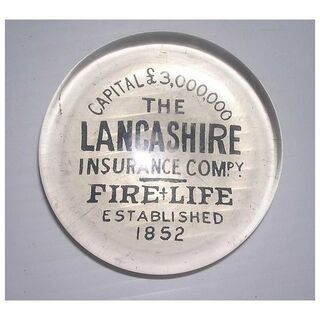 CAPITAL £3,000,000
THE
LANCASHIRE
INSURANCE COMPY.
FIRE & LIFE
ESTABLISHED
1852